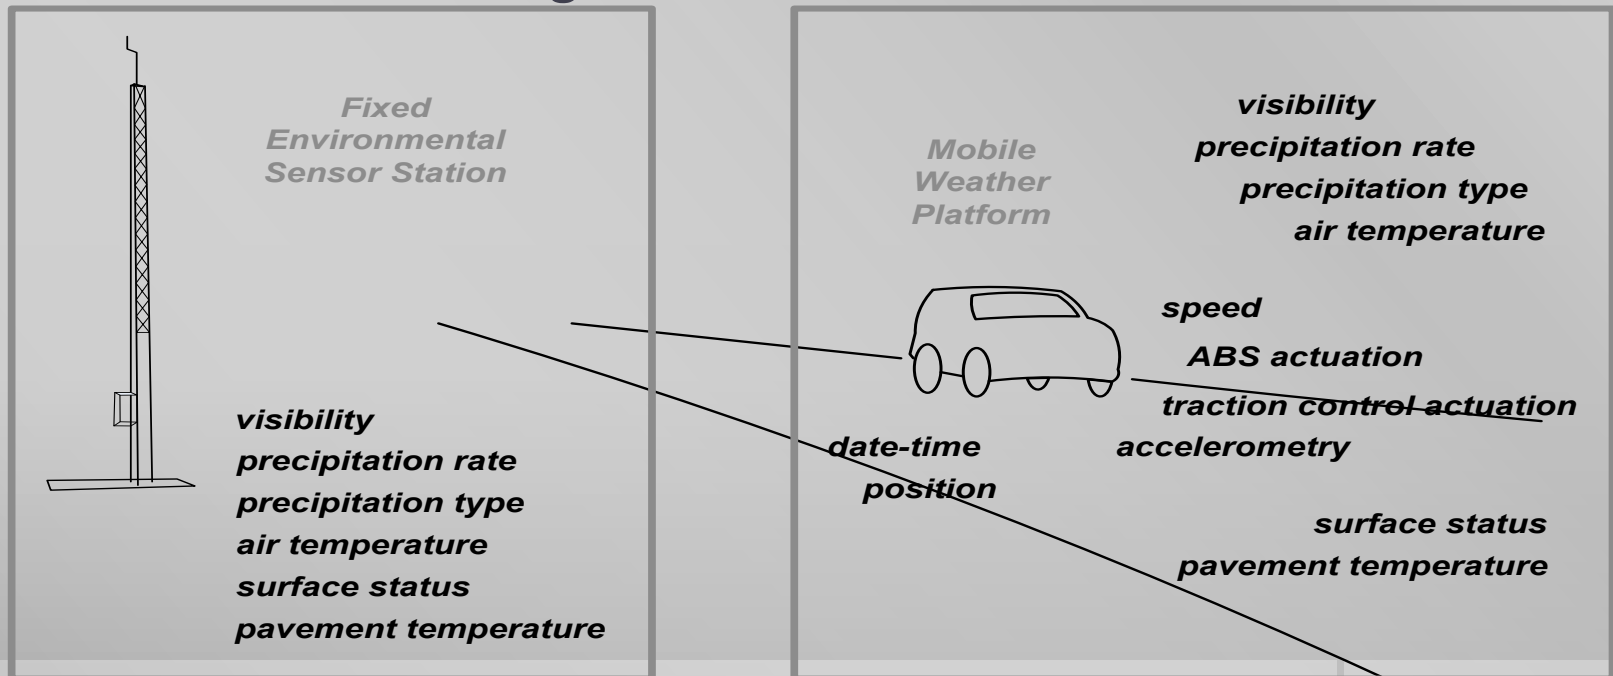 Fixed
Environmental
Sensor Station
visibility
precipitation rate
precipitation type
air temperature
surface status
pavement temperature
Mobile
Weather
Platform
visibility
precipitation rate
precipitation type
air temperature
speed
ABS actuation
traction control actuation
accelerometry
date-time
position
surface status
pavement temperature